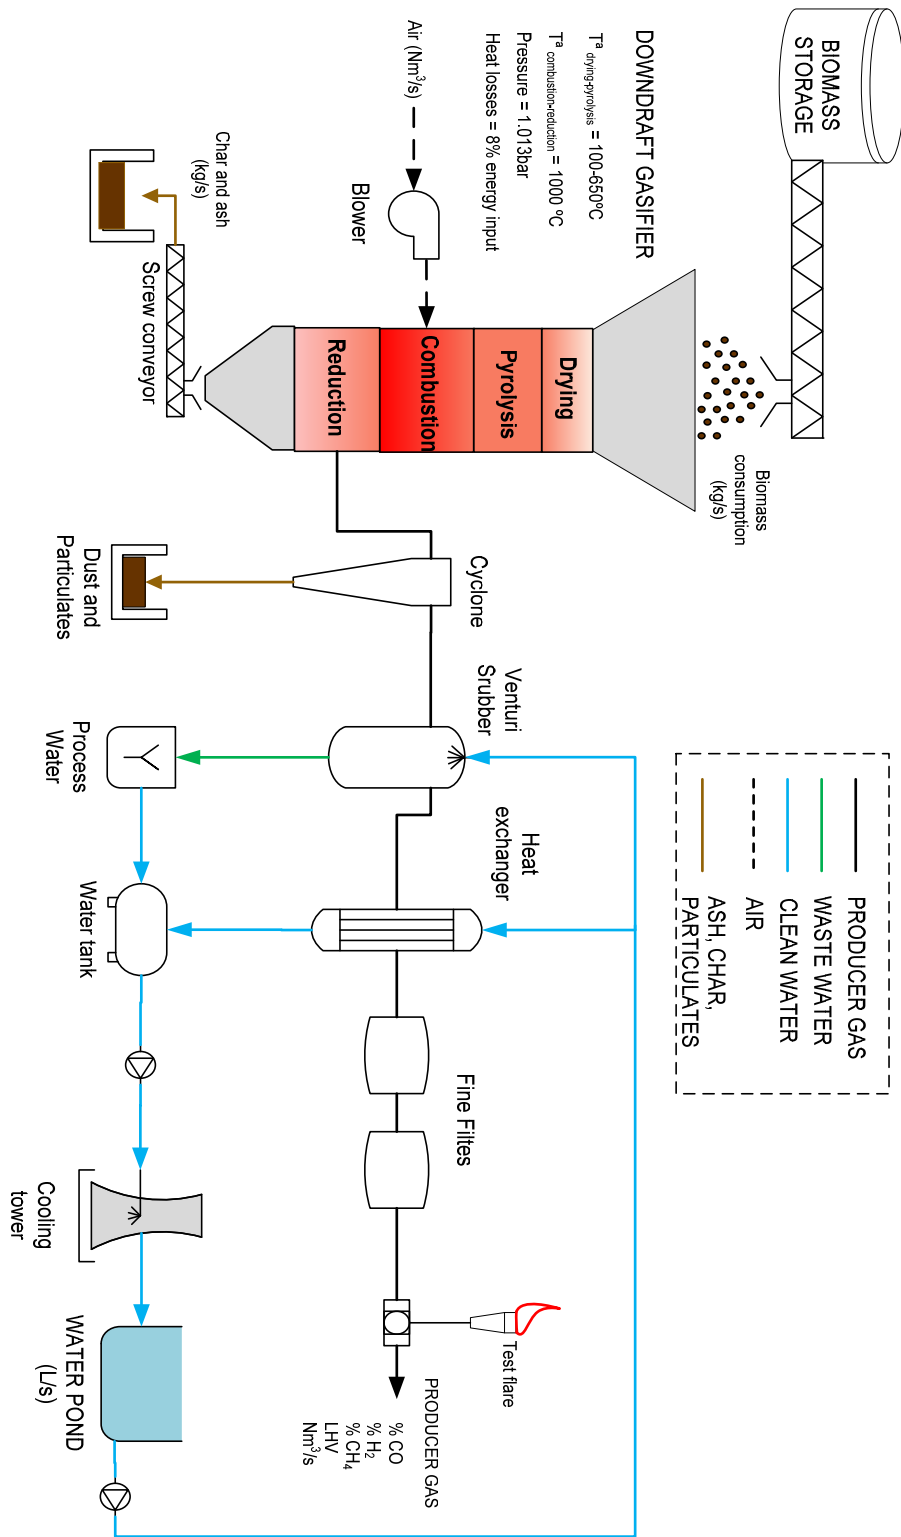 BIOMASS
STORAGE
DOWNDRAFT GASIFIER
Tª drying-pyrolysis = 100-650ºC
Tª combustion-reduction = 1000 ºC
Pressure = 1.013bar
Heat losses = 8% energy input
Air (Nm³/s)
Blower
Biomass
consumption
(kg/s)
Drying
Pyrolysis
Combustion
Reduction
Char and ash
(kg/s)
Screw conveyor
Cyclone
Dust and
Particulates
Venturi
Srubber
Process
Water
Heat
exchanger
Water tank
Fine Filtes
Cooling
tower
Test flare
PRODUCER GAS
% CO
% H₂
% CH₄
LHV
Nm³/s
WATER POND
(L/s)
PRODUCER GAS
WASTE WATER
CLEAN WATER
AIR
ASH, CHAR,
PARTICULATES